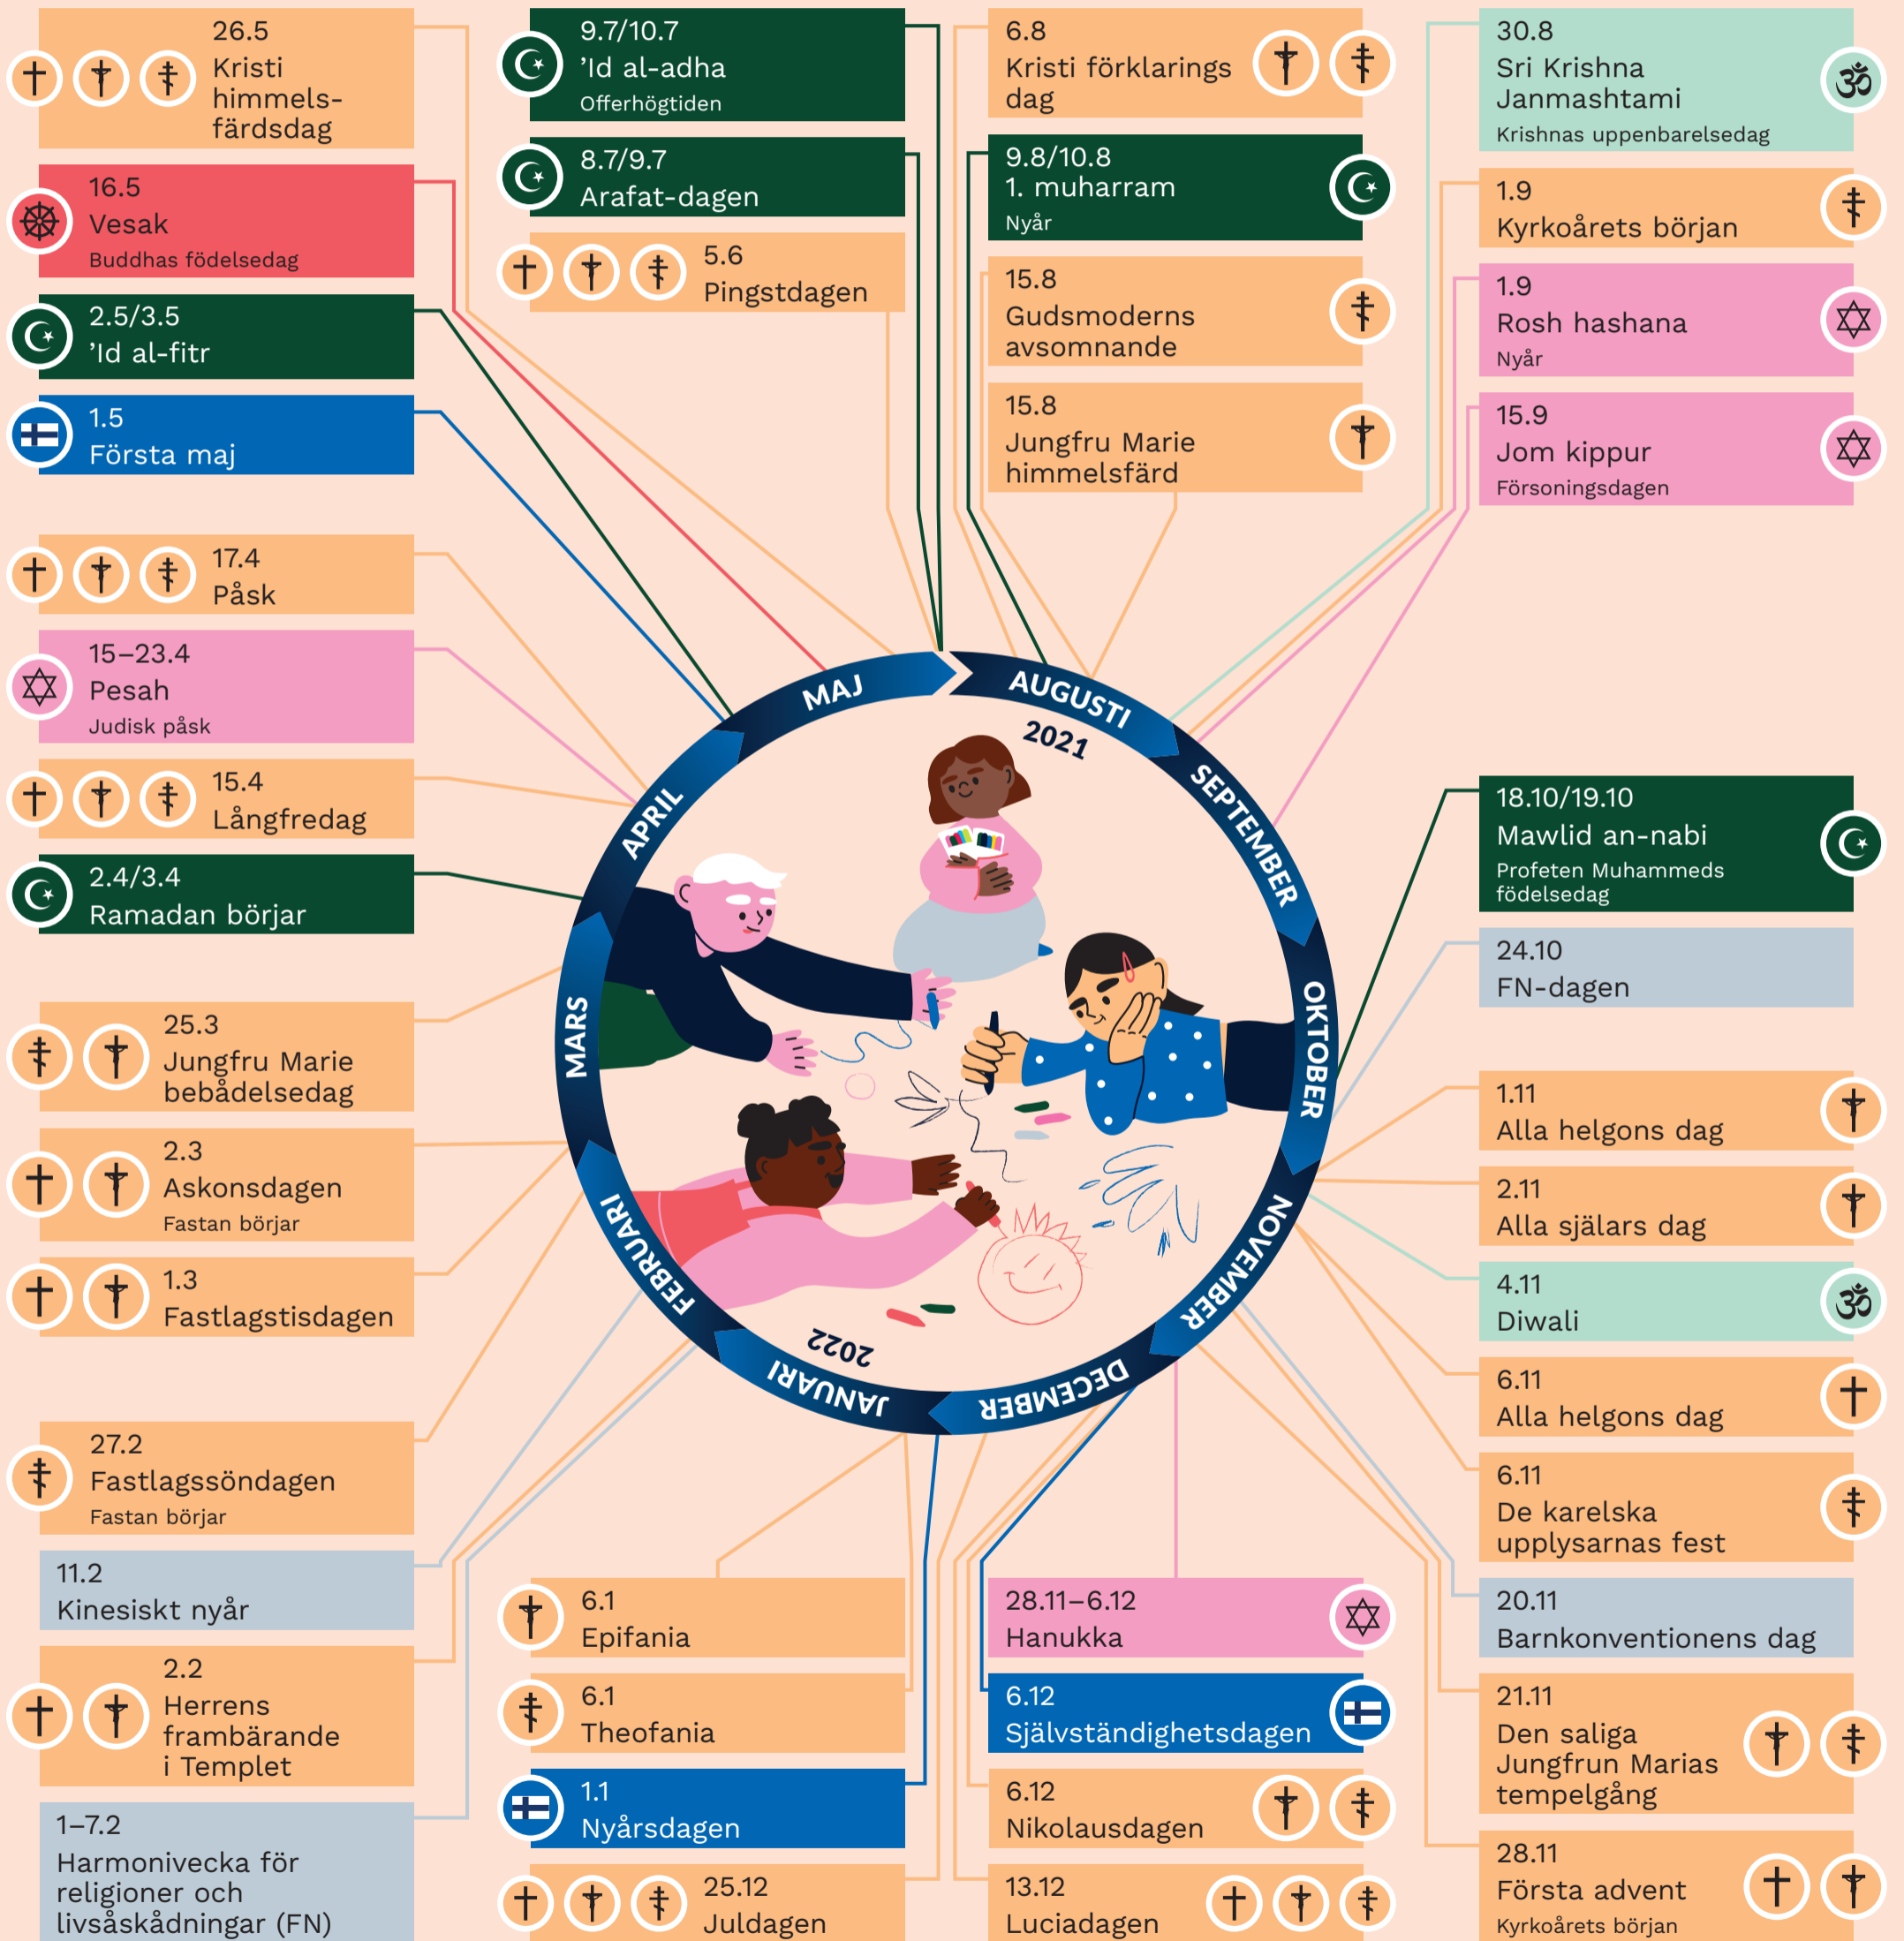 26.5
Kristi
himmels-
färdsdag
16.5
Vesak
Buddhas födelsedag
2.5/3.5
’Id al-fitr
1.5
Första maj
17.4
Påsk
15–23.4
Pesah
Judisk påsk
15.4
Långfredag
2.4/3.4
Ramadan börjar
25.3
Jungfru Marie
bebådelsedag
2.3
Askonsdagen
Fastan börjar
1.3
Fastlagstisdagen
27.2
Fastlagssöndagen
Fastan börjar
11.2
Kinesiskt nyår
2.2
Herrens
frambärande
i Templet
1–7.2
Harmonivecka för
religioner och
livsåskådningar (FN)
9.7/10.7
’Id al-adha
Offerhögtiden
8.7/9.7
Arafat-dagen
5.6
Pingstdagen
6.8
Kristi förklarings
dag
9.8/10.8
1. muharram
Nyår
15.8
Gudsmoderns
avsomnande
15.8
Jungfru Marie
himmelsfärd
30.8
Sri Krishna
Janmashtami
Krishnas uppenbarelsedag
1.9
Kyrkoårets början
1.9
Rosh hashana
Nyår
15.9
Jom kippur
Försoningsdagen
18.10/19.10
Mawlid an-nabi
Profeten Muhammeds
födelsedag
24.10
FN-dagen
1.11
Alla helgons dag
2.11
Alla själars dag
4.11
Diwali
6.11
Alla helgons dag
6.11
De karelska
upplysarnas fest
20.11
Barnkonventionens dag
21.11
Den saliga
Jungfrun Marias
tempelgång
28.11
Första advent
Kyrkoårets början
28.11–6.12
Hanukka
6.12
Självständighetsdagen
6.12
Nikolausdagen
13.12
Luciadagen
6.1
Epifania
6.1
Theofania
1.1
Nyårsdagen
25.12
Juldagen
AUGUSTI
2021
SEPTEMBER
OKTOBER
NOVEMBER
DECEMBER
JANUARI
2022
FEBRUARI
MARS
APRIL
MAJ